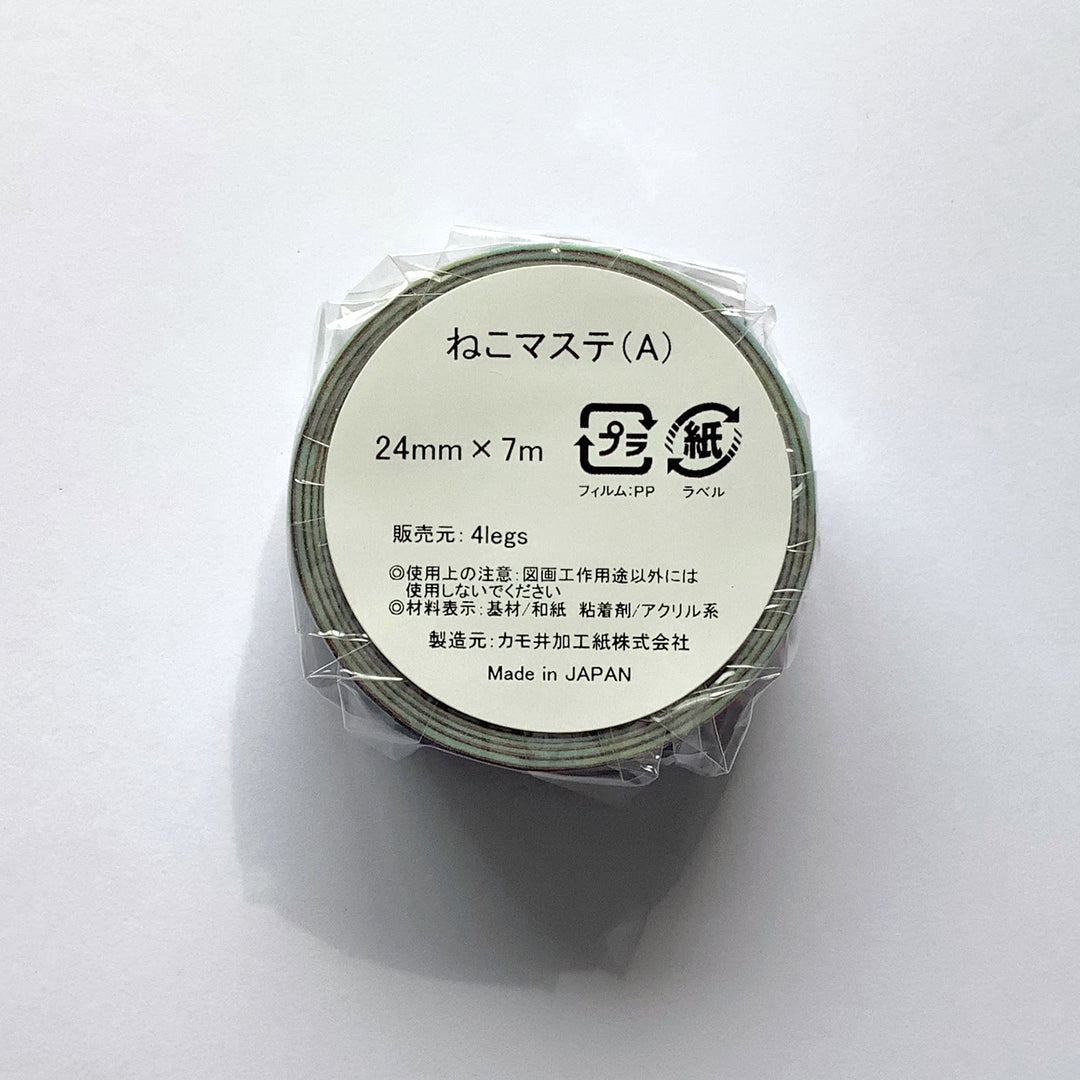 ねこマステ(A)
24mm×7m
プラ 紙
フィルム:PP ラベル
販売元: 4legs
◎使用上の注意:図画工作用途以外には
使用しないでください
◎材料表示:基材/和紙 粘着剤/アクリル系
製造元:カモ井加工紙株式会社
Made in JAPAN